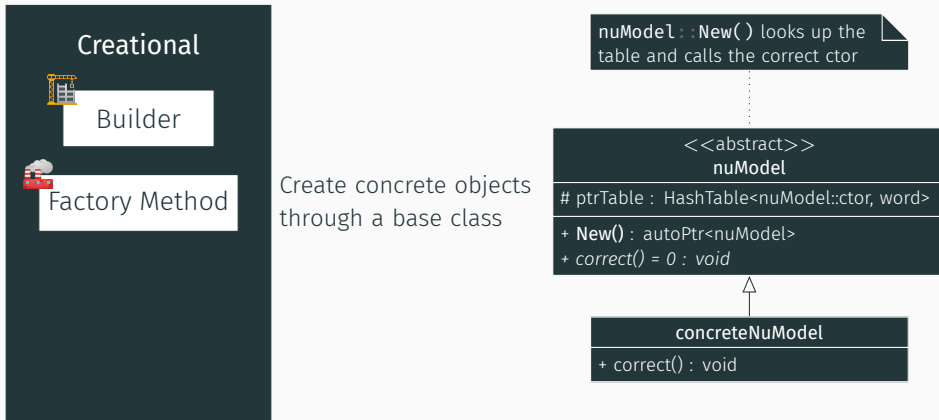 Creational
Builder
Factory Method
Create concrete objects
through a base class
nuModel::New() looks up the
table and calls the correct ctor
<<abstract>>
nuModel
# ptrTable : HashTable<nuModel::ctor, word>
+ New() : autoPtr<nuModel>
+ correct() = 0 : void
concreteNuModel
+ correct() : void